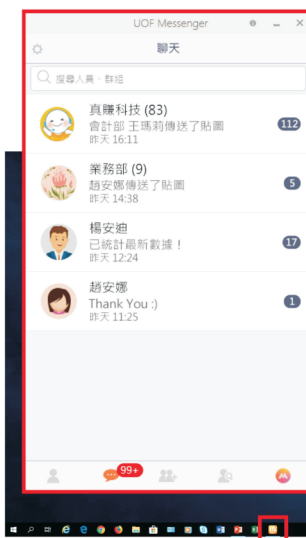 UOF Messenger
聊天
搜尋人員、群組
真賺科技 (83)
會計部 王瑪莉傳送了貼圖
昨天 16:11
112
業務部 (9)
趙安娜傳送了貼圖
昨天 14:38
5
楊安迪
已統計最新數據！
昨天 12:24
17
趙安娜
Thank You :)
昨天 11:25
1
99+